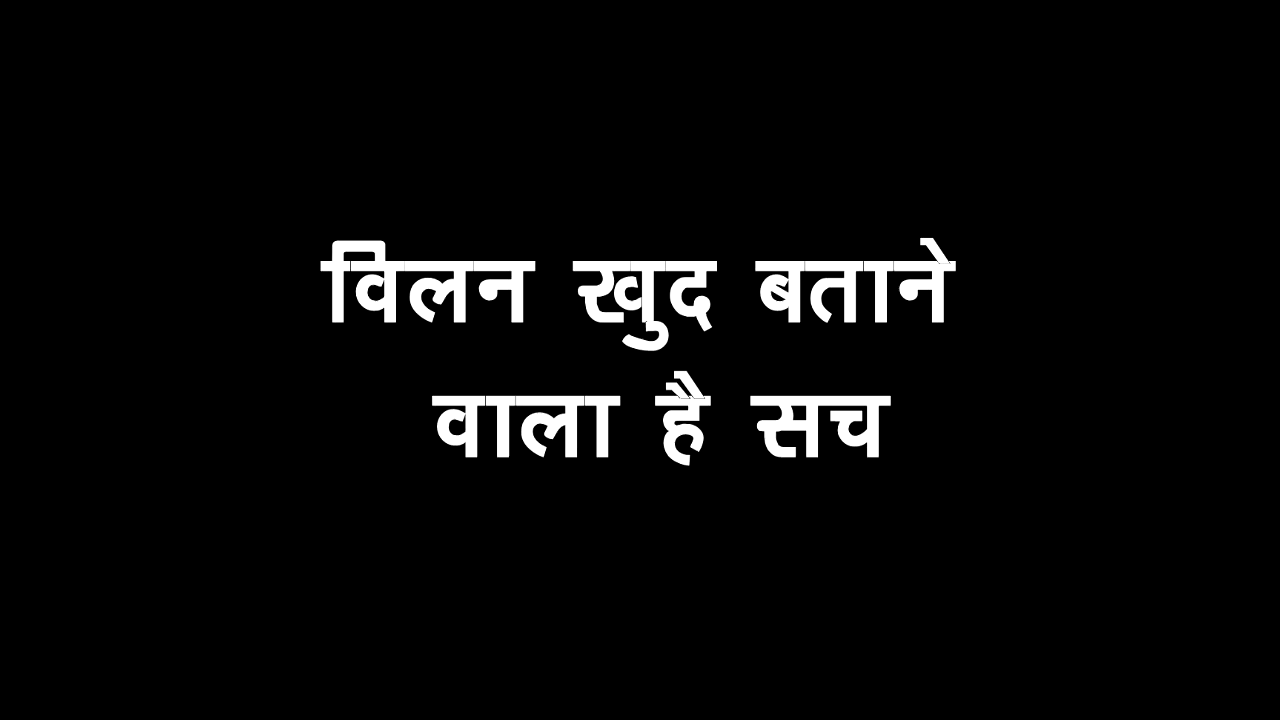 विलन खुद बताने
वाला है सच